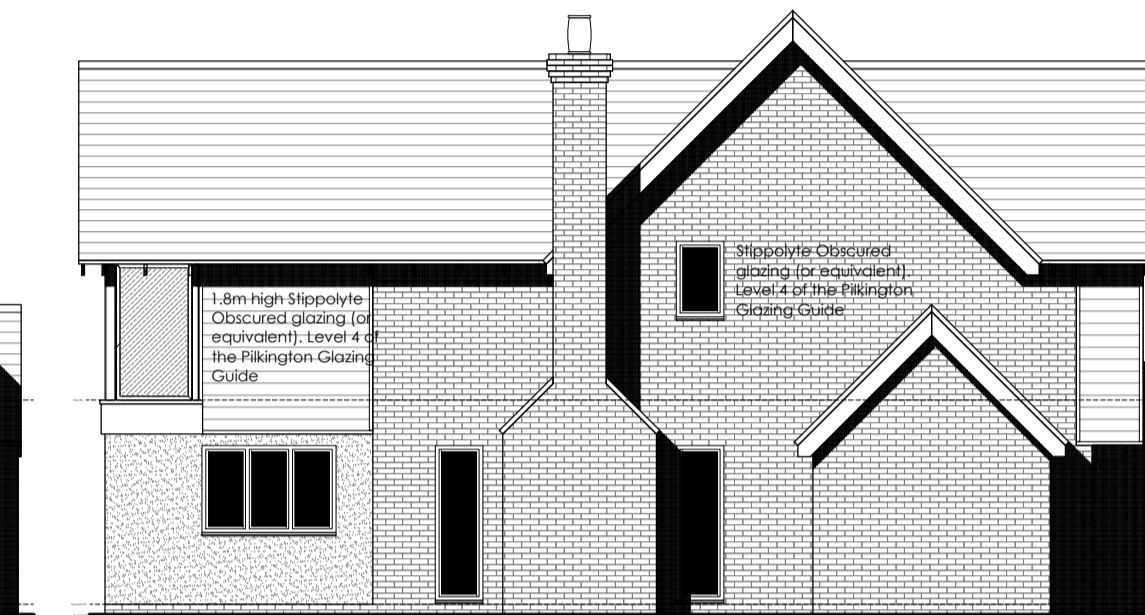 1.8m high Stippolyte
Obscured glazing (or
equivalent). Level 4 of
the Pilkington Glazing
Guide
Stippolyte Obscured
glazing (or equivalent).
Level 4 of the Pilkington
Glazing Guide